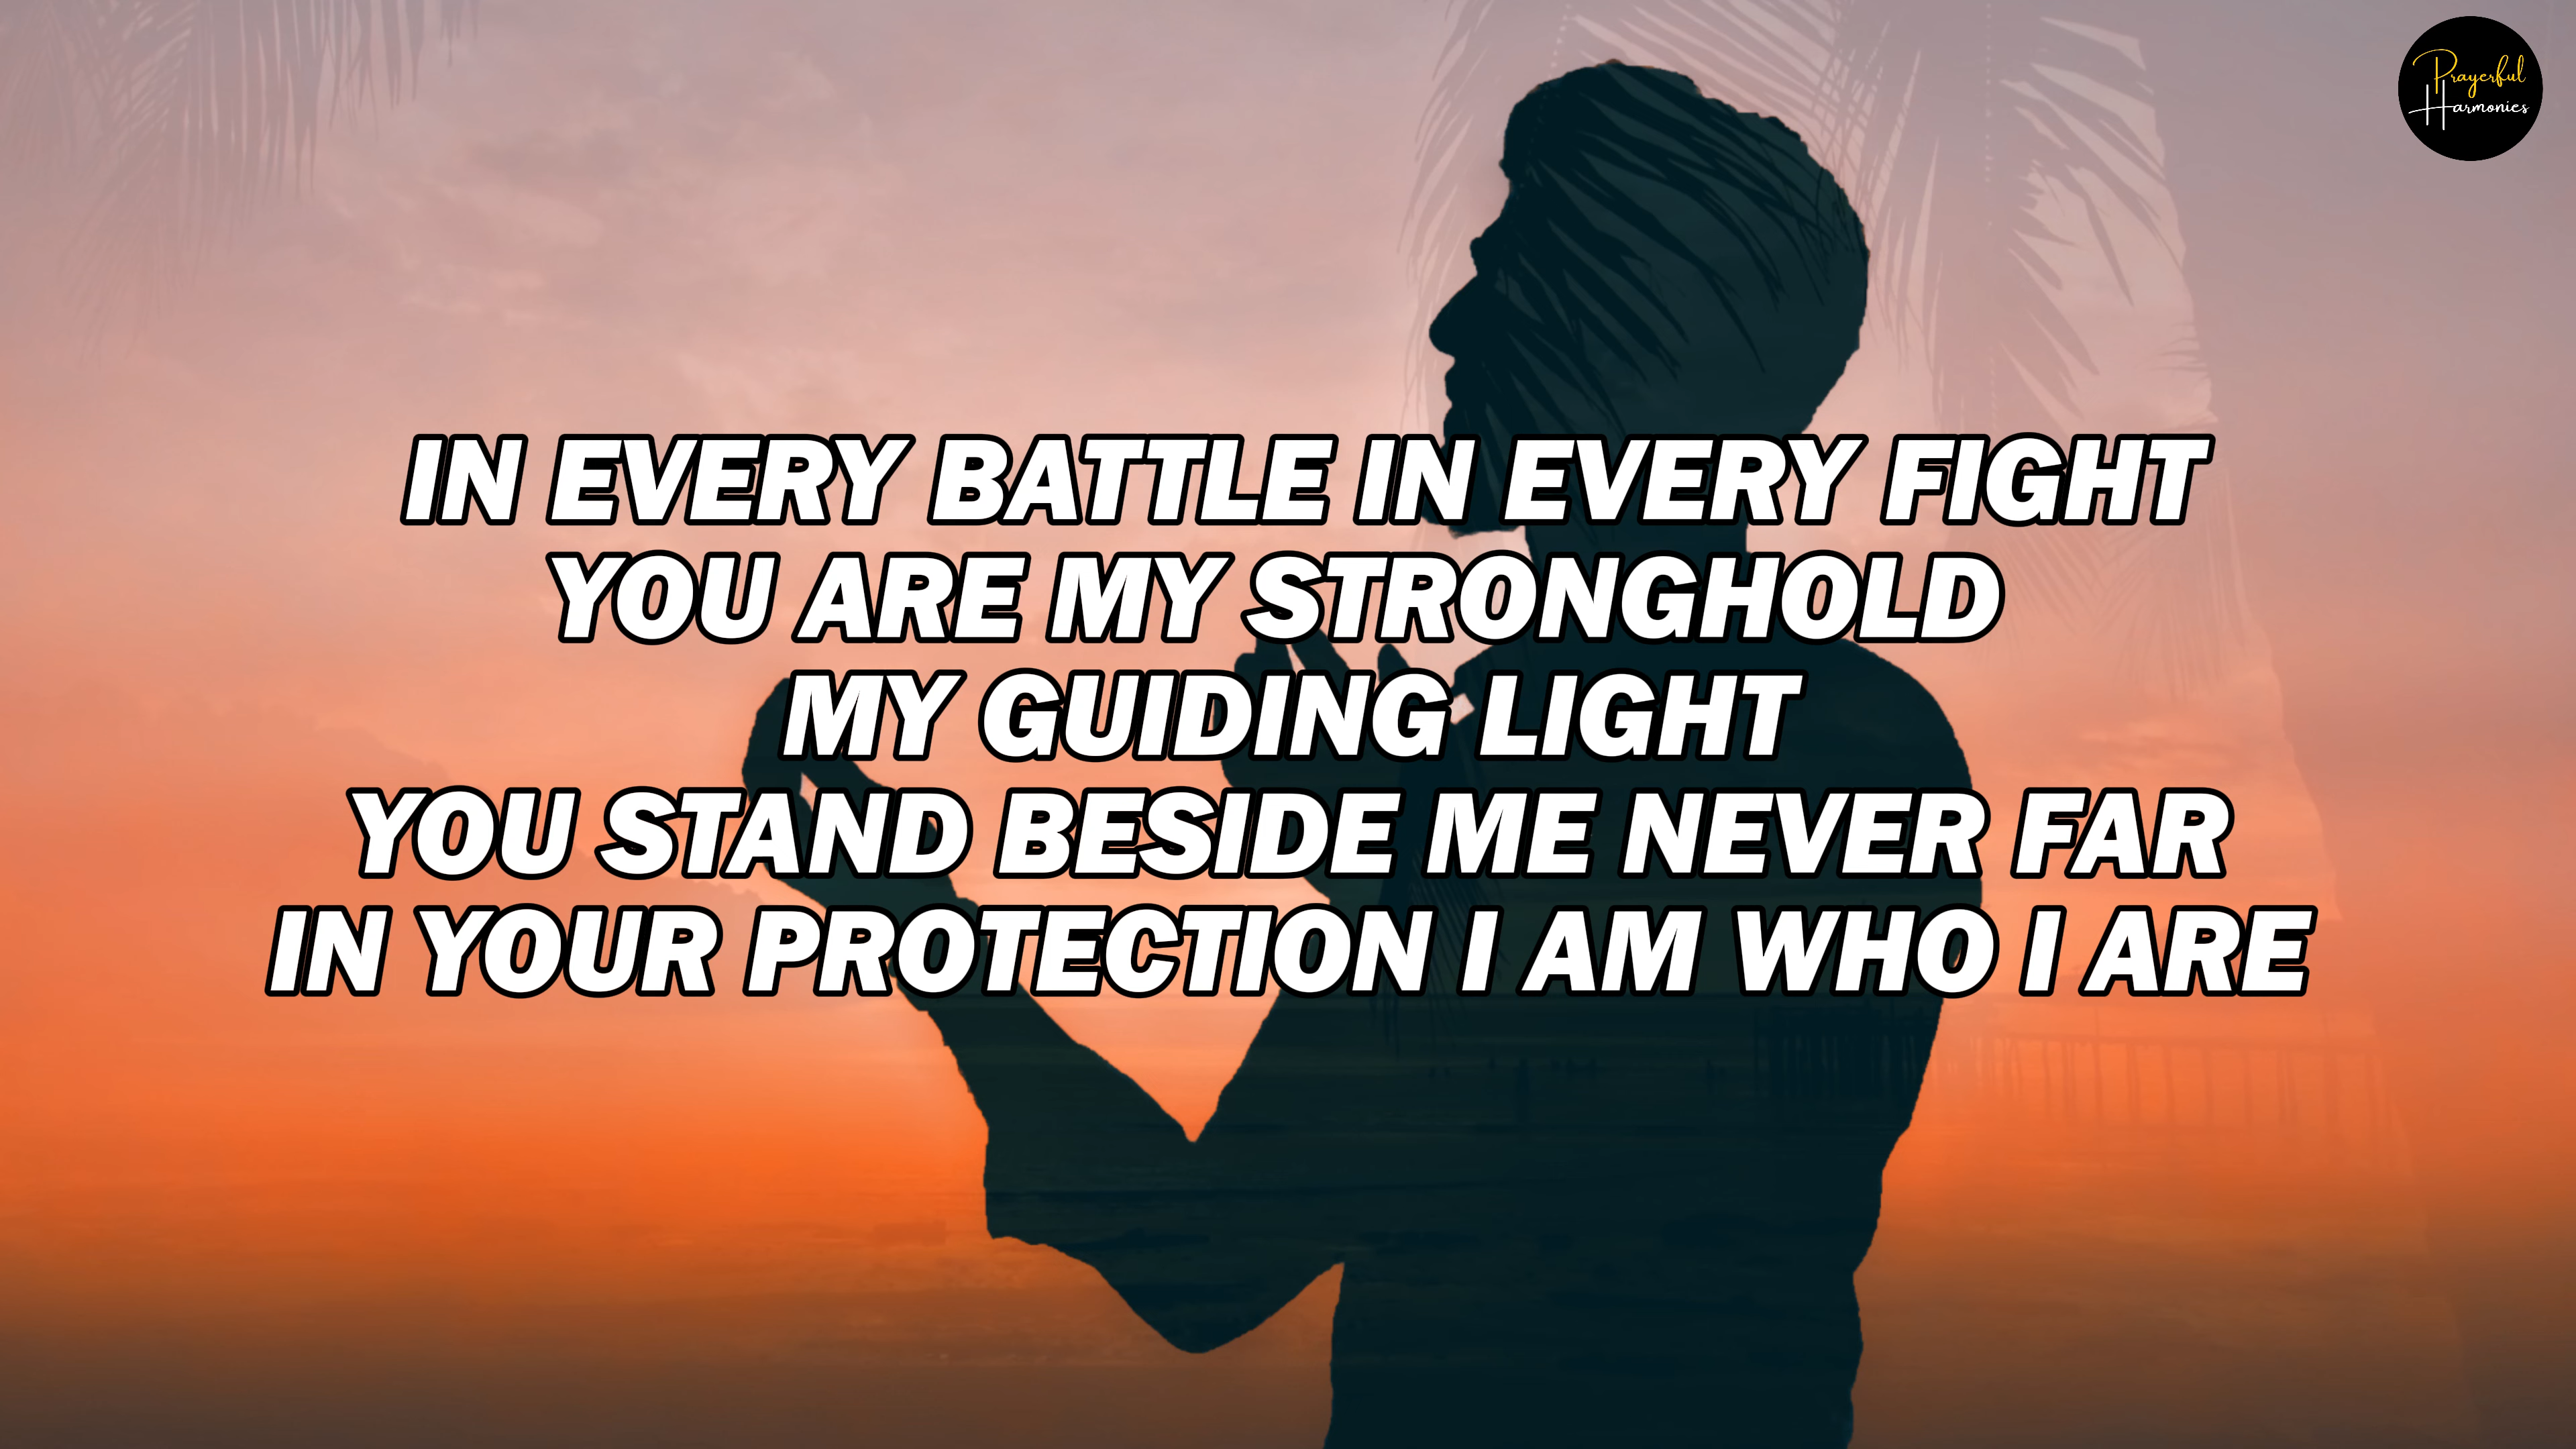 Prayerful
Harmonies
IN EVERY BATTLE IN EVERY FIGHT
YOU ARE MY STRONGHOLD
MY GUIDING LIGHT
YOU STAND BESIDE ME NEVER FAR
IN YOUR PROTECTION I AM WHO I ARE